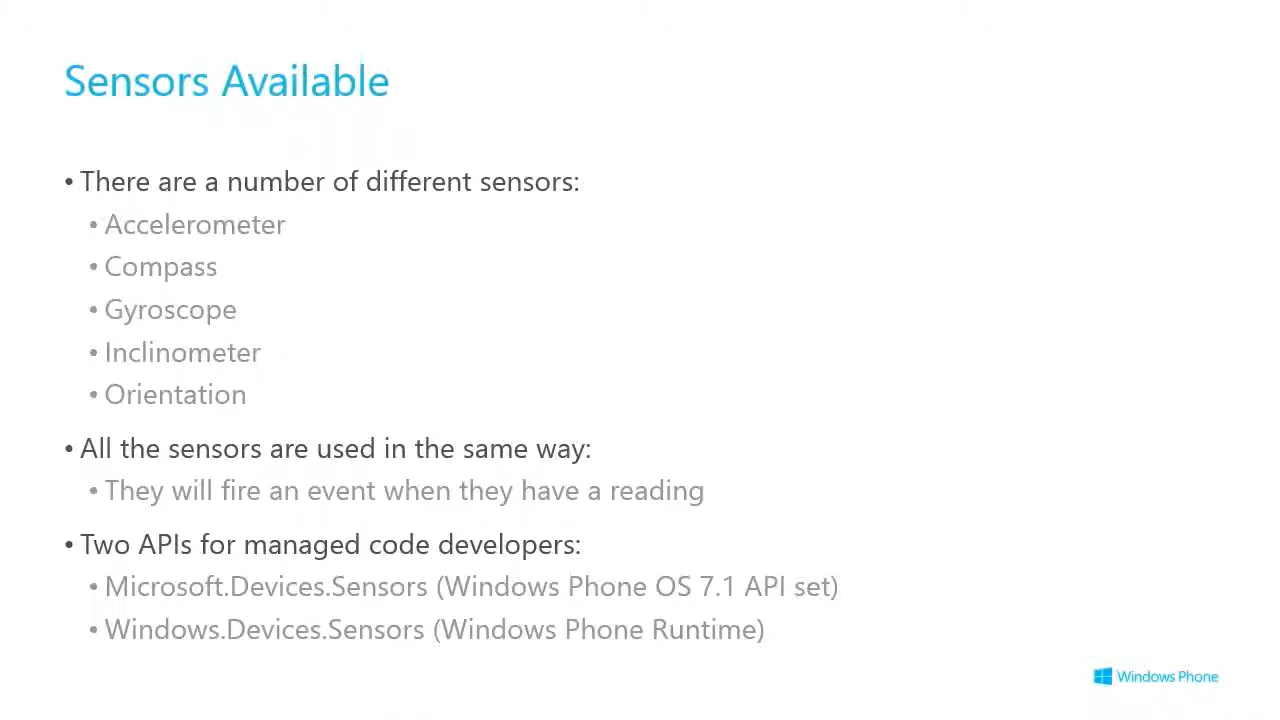 Sensors Available
• There are a number of different sensors:
• Accelerometer
• Compass
• Gyroscope
• Inclinometer
• Orientation
• All the sensors are used in the same way:
• They will fire an event when they have a reading
• Two APIs for managed code developers:
• Microsoft.Devices.Sensors (Windows Phone OS 7.1 API set)
• Windows.Devices.Sensors (Windows Phone Runtime)
Windows Phone